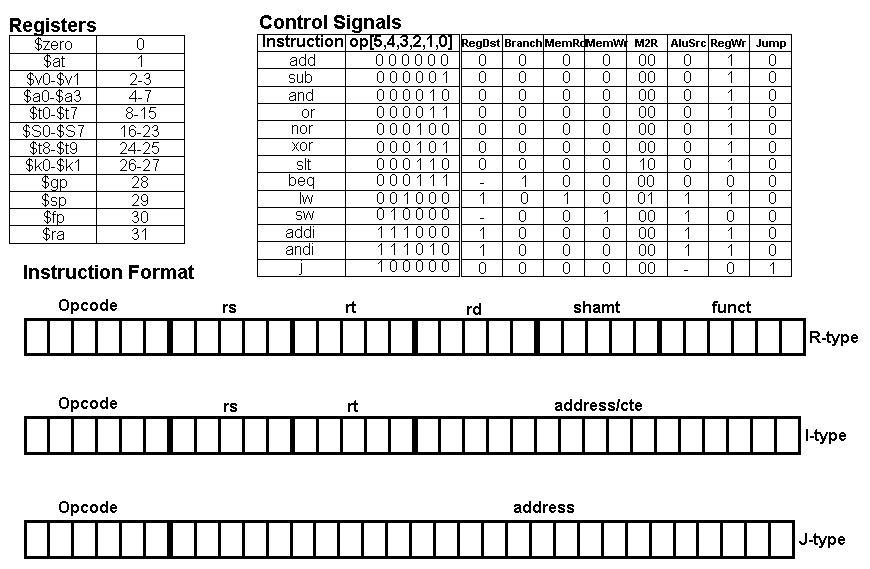 Registers
$zero 0
$at 1
$v0-$v1 2-3
$a0-$a3 4-7
$t0-$t7 8-15
$S0-$S7 16-23
$t8-$t9 24-25
$k0-$k1 26-27
$gp 28
$sp 29
$fp 30
$ra 31
Control Signals
Instruction op[5,4,3,2,1,0] RegDst Branch MemRd MemWr M2R AluSrc RegWr Jump
add 0 0 0 0 0 0 0 0 0 0 00 0 1 0
sub 0 0 0 0 0 1 0 0 0 0 00 0 1 0
and 0 0 0 0 1 0 0 0 0 0 00 0 1 0
or 0 0 0 0 1 1 0 0 0 0 00 0 1 0
nor 0 0 0 1 0 0 0 0 0 0 00 0 1 0
xor 0 0 0 1 0 1 0 0 0 0 00 0 1 0
slt 0 0 0 1 1 0 0 0 0 0 10 0 1 0
beq 0 0 0 1 1 1 - 1 0 0 00 0 0 0
lw 0 0 1 0 0 0 1 0 1 0 01 1 1 0
sw 0 1 0 0 0 0 - 0 0 1 00 1 0 0
addi 1 1 1 0 0 0 1 0 0 0 00 1 1 0
andi 1 1 1 0 1 0 1 0 0 0 00 1 1 0
j 1 0 0 0 0 0 0 0 0 0 00 - 0 1
Instruction Format
Opcode rs rt rd shamt funct
R-type
Opcode rs rt address/cte
I-type
Opcode address
J-type